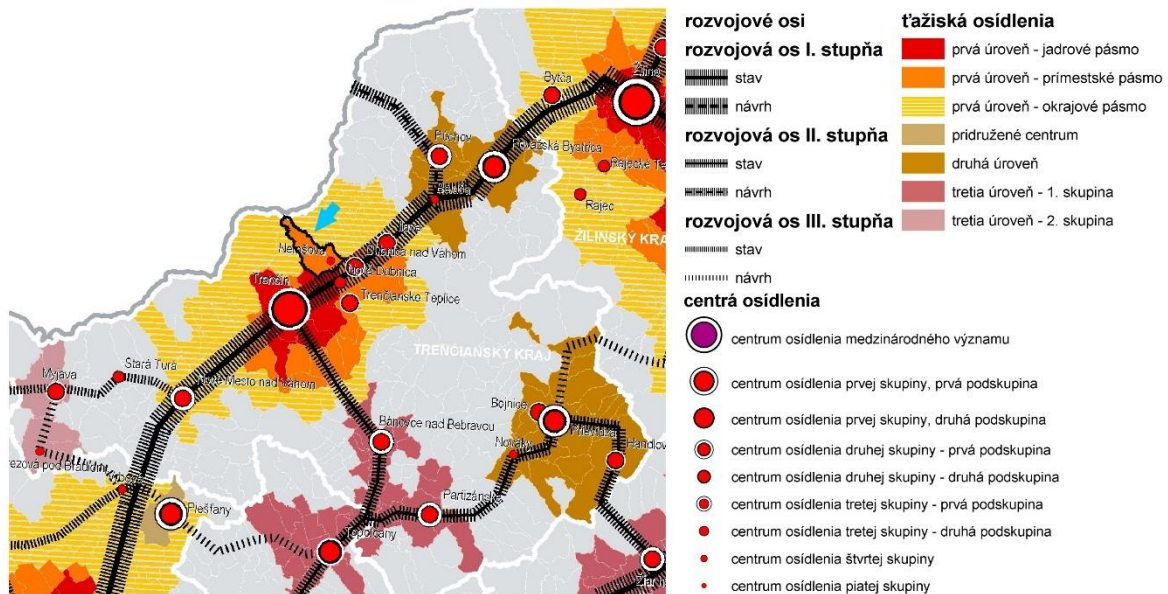 Bytča
Žilina
Púchov
Považská Bystrica
Rajecké Te
Rajec
ŽILINSKÝ KRAJ
Ilava
Dubnica nad Váhom
Nemšová
Nová Dubnica
Trenčín
Trenčianske Teplice
TRENČIANSKY KRAJ
Stará Turá
Myjava
Nové Mesto nad Váhom
Bojnice
Prievidza
Bánovce nad Bebravou
Nováky
Handlov
Partizánske
Piešťany
Topoľčany
rozvojové osi
rozvojová os I. stupňa
stav
návrh
rozvojová os II. stupňa
stav
návrh
rozvojová os III. stupňa
stav
návrh
ťažiská osídlenia
prvá úroveň - jadrové pásmo
prvá úroveň - prímestské pásmo
prvá úroveň - okrajové pásmo
pridružené centrum
druhá úroveň
tretia úroveň - 1. skupina
tretia úroveň - 2. skupina
centrá osídlenia
centrum osídlenia medzinárodného významu
centrum osídlenia prvej skupiny, prvá podskupina
centrum osídlenia prvej skupiny, druhá podskupina
centrum osídlenia druhej skupiny - prvá podskupina
centrum osídlenia druhej skupiny - druhá podskupina
centrum osídlenia tretej skupiny - prvá podskupina
centrum osídlenia tretej skupiny - druhá podskupina
centrum osídlenia štvrtej skupiny
centrum osídlenia piatej skupiny